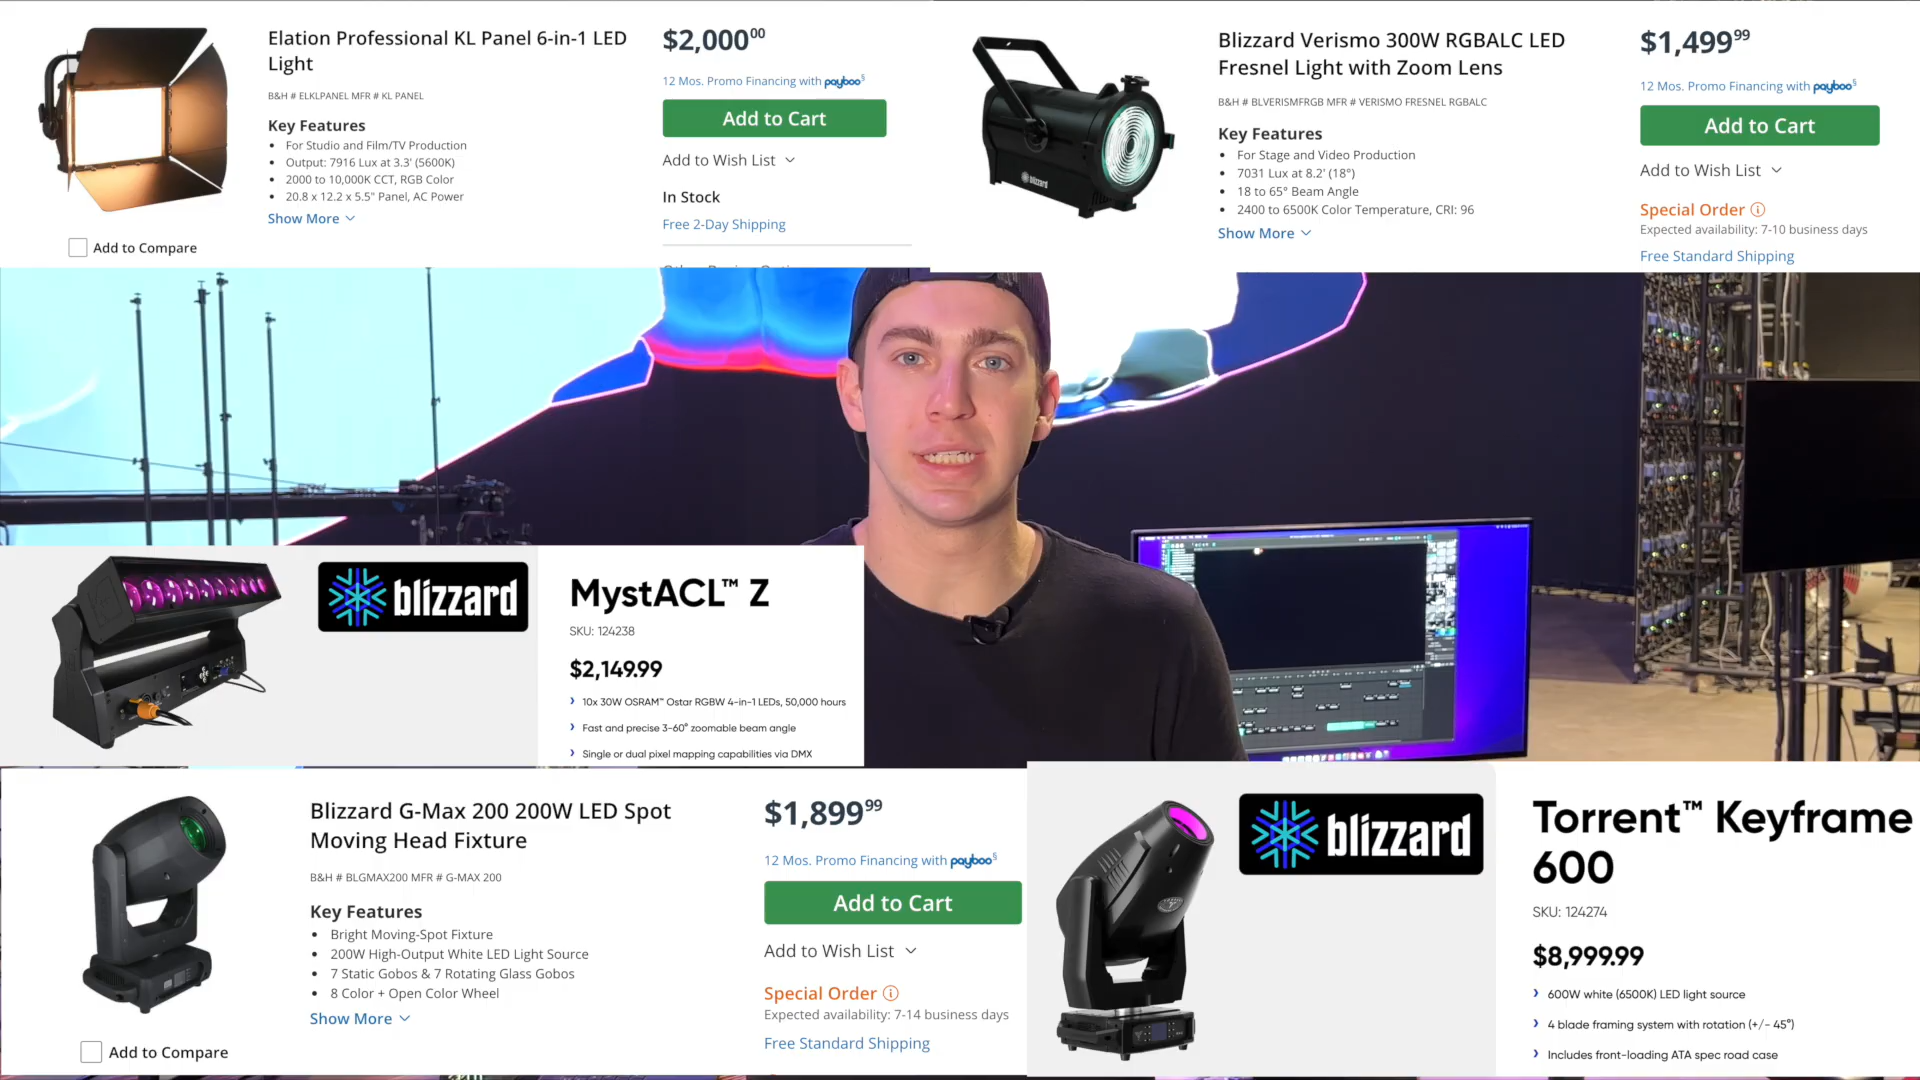 Elation Professional KL Panel 6-in-1 LED
Light
B&H # ELKLPANEL MFR # KL PANEL
Key Features
For Studio and Film/TV Production
Output: 7916 Lux at 3.3' (5600K)
2000 to 10,000K CCT, RGB Color
20.8 x 12.2 x 5.5" Panel, AC Power
Show More
Add to Compare
$2,000⁰⁰
12 Mos. Promo Financing with payboo§
Add to Cart
Add to Wish List
In Stock
Free 2-Day Shipping
blizzard
Blizzard Verismo 300W RGBALC LED
Fresnel Light with Zoom Lens
B&H # BLVERISMFRGB MFR # VERISMO FRESNEL RGBALC
Key Features
For Stage and Video Production
7031 Lux at 8.2' (18°)
18 to 65° Beam Angle
2400 to 6500K Color Temperature, CRI: 96
Show More
$1,499⁹⁹
12 Mos. Promo Financing with payboo§
Add to Cart
Add to Wish List
Special Order
Expected availability: 7-10 business days
Free Standard Shipping
blizzard
MystACL™ Z
SKU: 124238
$2,149.99
10x 30W OSRAM™ Ostar RGBW 4-in-1 LEDs, 50,000 hours
Fast and precise 3-60° zoomable beam angle
Single or dual pixel mapping capabilities via DMX
Blizzard G-Max 200 200W LED Spot
Moving Head Fixture
B&H # BLGMAX200 MFR # G-MAX 200
Key Features
Bright Moving-Spot Fixture
200W High-Output White LED Light Source
7 Static Gobos & 7 Rotating Glass Gobos
8 Color + Open Color Wheel
Show More
Add to Compare
$1,899⁹⁹
12 Mos. Promo Financing with payboo§
Add to Cart
Add to Wish List
Special Order
Expected availability: 7-14 business days
Free Standard Shipping
blizzard
Torrent™ Keyframe
600
SKU: 124274
$8,999.99
600W white (6500K) LED light source
4 blade framing system with rotation (+/- 45°)
Includes front-loading ATA spec road case